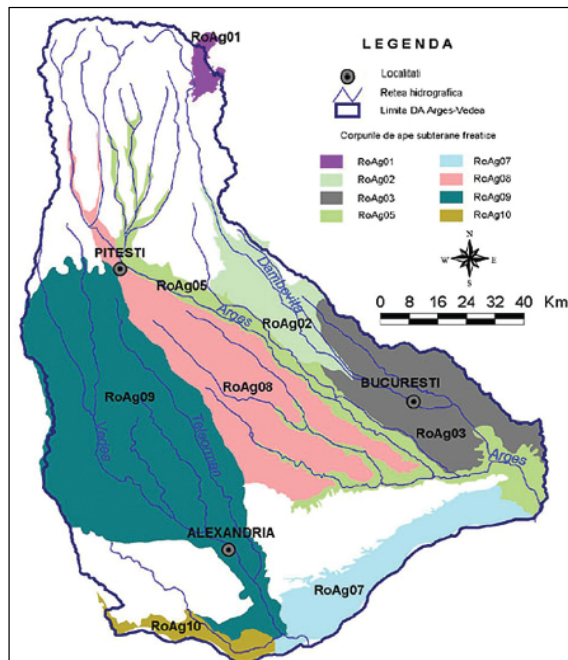 RoAg01
LEGENDA
Localitati
Retea hidrografica
Limita DA Arges-Vedea
Corpurile de ape subterane freatice
RoAg01
RoAg07
RoAg02
RoAg08
RoAg03
RoAg09
RoAg05
RoAg10
N
W
E
S
0 8 16 24 32 40 Km
PITESTI
RoAg05
Dambovita
Arges
RoAg02
BUCURESTI
RoAg08
RoAg09
RoAg03
Vedea
Teleorman
Arges
ALEXANDRIA
RoAg07
RoAg10